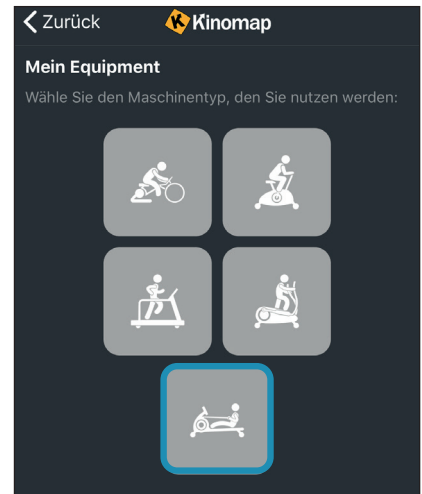 Zurück Kinomap
Mein Equipment
Wähle Sie den Maschinentyp, den Sie nutzen werden: